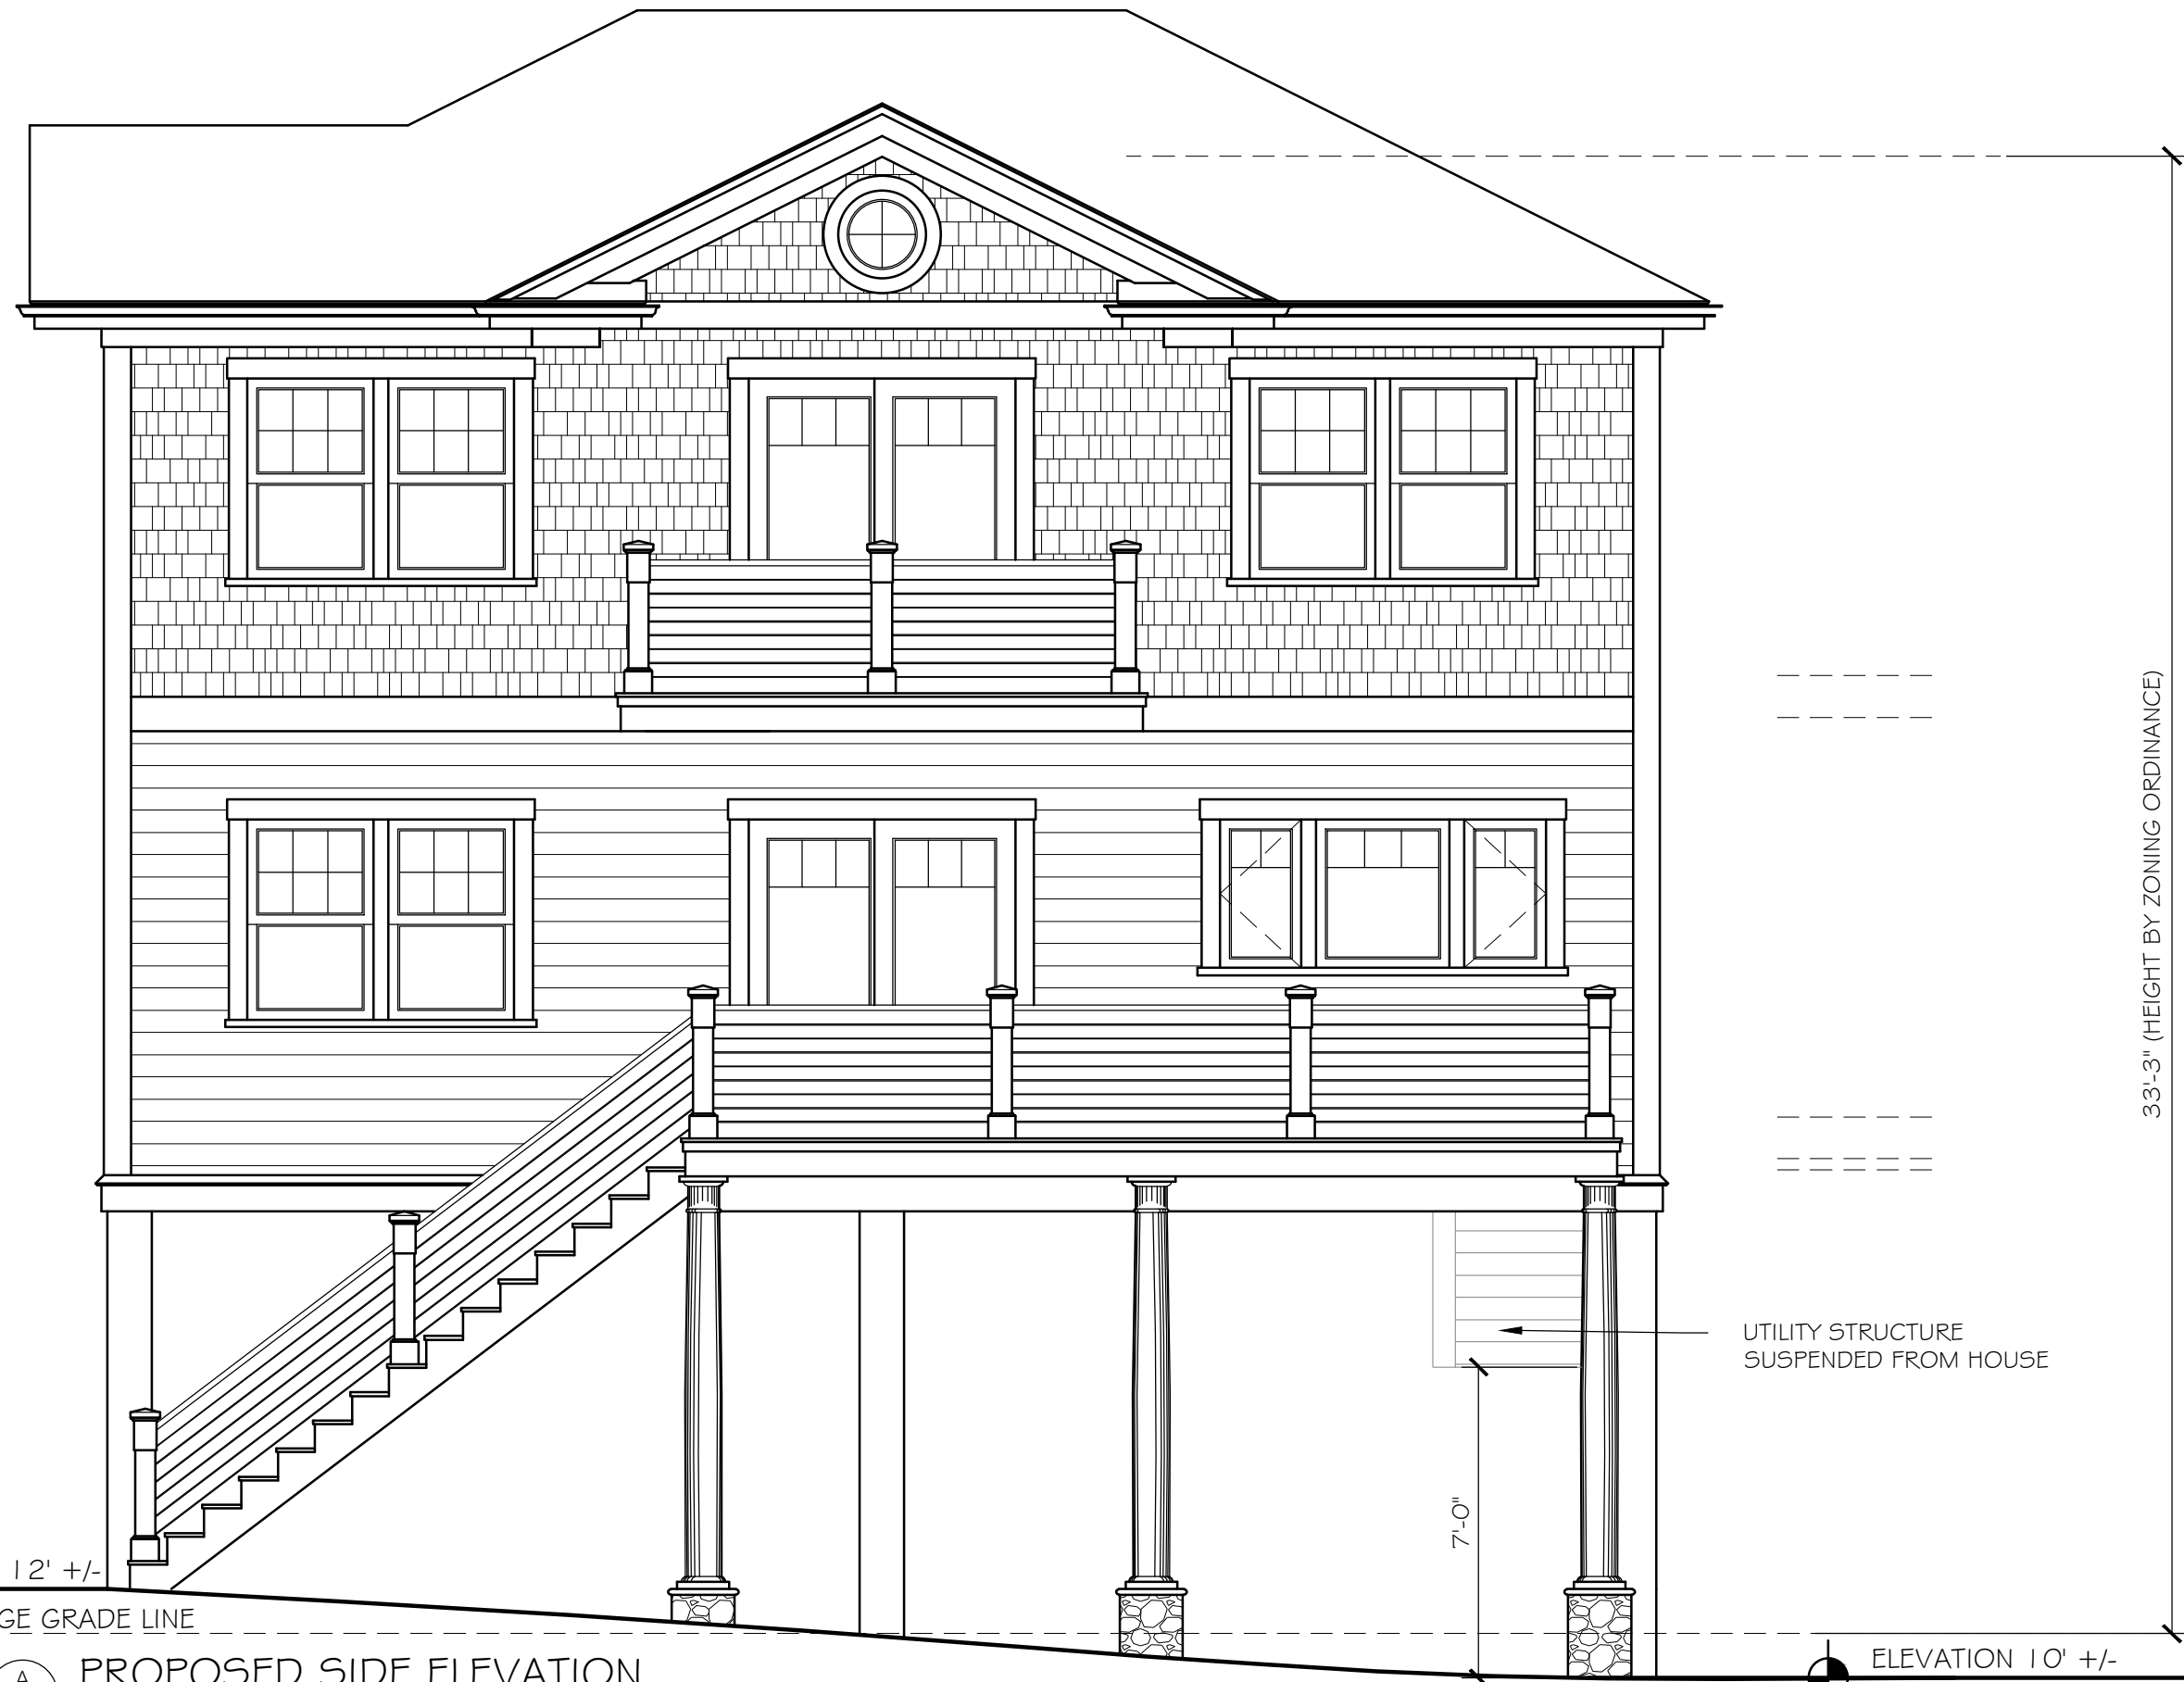 33'-3" (HEIGHT BY ZONING ORDINANCE)
UTILITY STRUCTURE
SUSPENDED FROM HOUSE
7'-0"
12' +/-
GE GRADE LINE
ELEVATION 10' +/-
A
PROPOSED SIDE ELEVATION